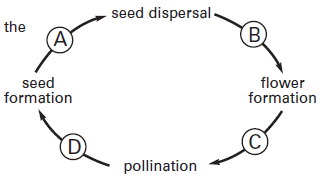 the
seed dispersal
A
B
seed
formation
flower
formation
D
C
pollination